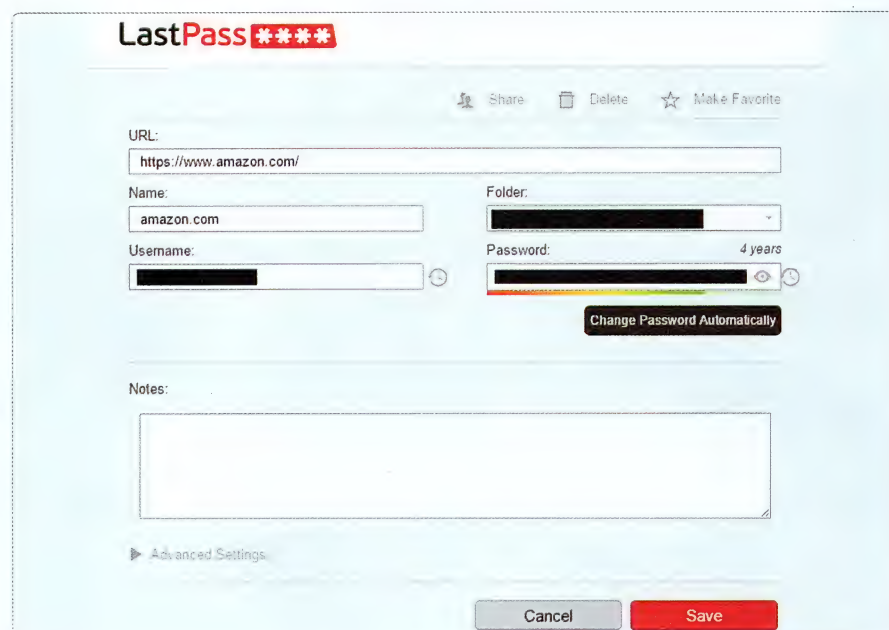 LastPass ****
Share Delete Make Favorite
URL:
https://www.amazon.com/
Name: Folder:
amazon.com
Username: Password: 4 years
Change Password Automatically
Notes:
Advanced Settings
Cancel Save